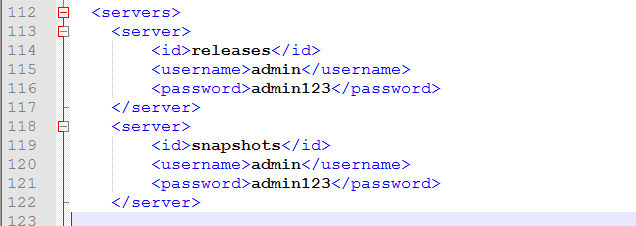 112 <servers>
113 <server>
114 <id>releases</id>
115 <username>admin</username>
116 <password>admin123</password>
117 </server>
118 <server>
119 <id>snapshots</id>
120 <username>admin</username>
121 <password>admin123</password>
122 </server>
123